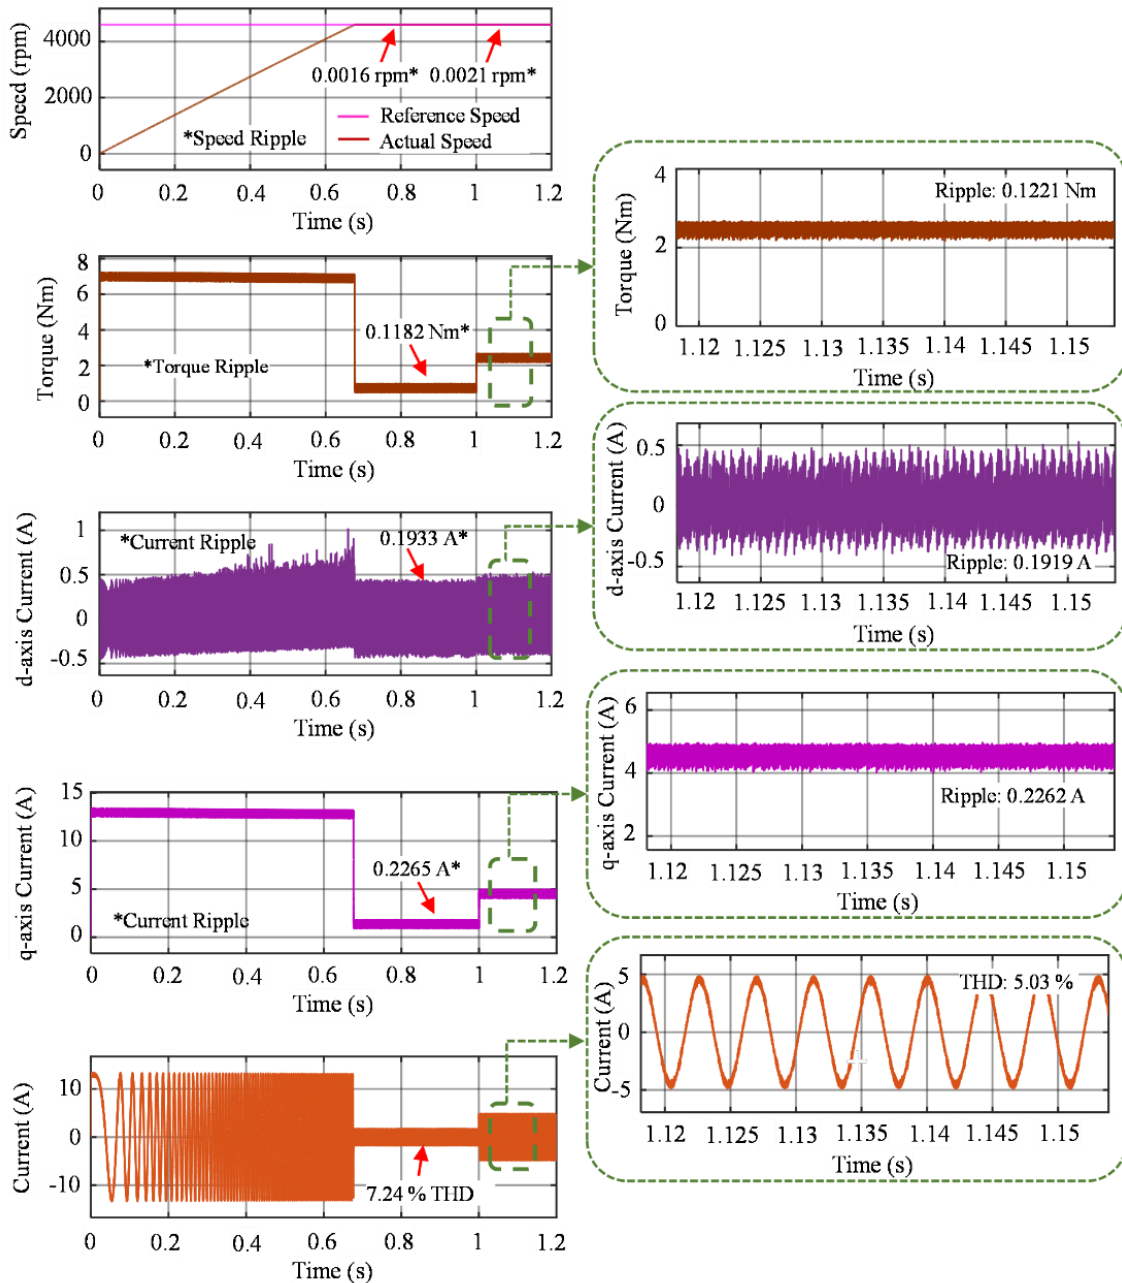 Speed (rpm)
4000
2000
0
0.0016 rpm* 0.0021 rpm*
Reference Speed
Actual Speed
*Speed Ripple
0 0.2 0.4 0.6 0.8 1 1.2
Time (s)
Torque (Nm)
8
6
4
2
0
0.1182 Nm*
*Torque Ripple
0 0.2 0.4 0.6 0.8 1 1.2
Time (s)
Torque (Nm)
4
2
0
Ripple: 0.1221 Nm
1.12 1.125 1.13 1.135 1.14 1.145 1.15
Time (s)
d-axis Current (A)
1
0.5
0
-0.5
*Current Ripple
0.1933 A*
0 0.2 0.4 0.6 0.8 1 1.2
Time (s)
d-axis Current (A)
0.5
0
-0.5
Ripple: 0.1919 A
1.12 1.125 1.13 1.135 1.14 1.145 1.15
Time (s)
q-axis Current (A)
15
10
5
0
0.2265 A*
*Current Ripple
0 0.2 0.4 0.6 0.8 1 1.2
Time (s)
q-axis Current (A)
6
4
2
Ripple: 0.2262 A
1.12 1.125 1.13 1.135 1.14 1.145 1.15
Time (s)
Current (A)
10
0
-10
7.24 % THD
0 0.2 0.4 0.6 0.8 1 1.2
Time (s)
Current (A)
5
0
-5
THD: 5.03 %
1.12 1.125 1.13 1.135 1.14 1.145 1.15
Time (s)